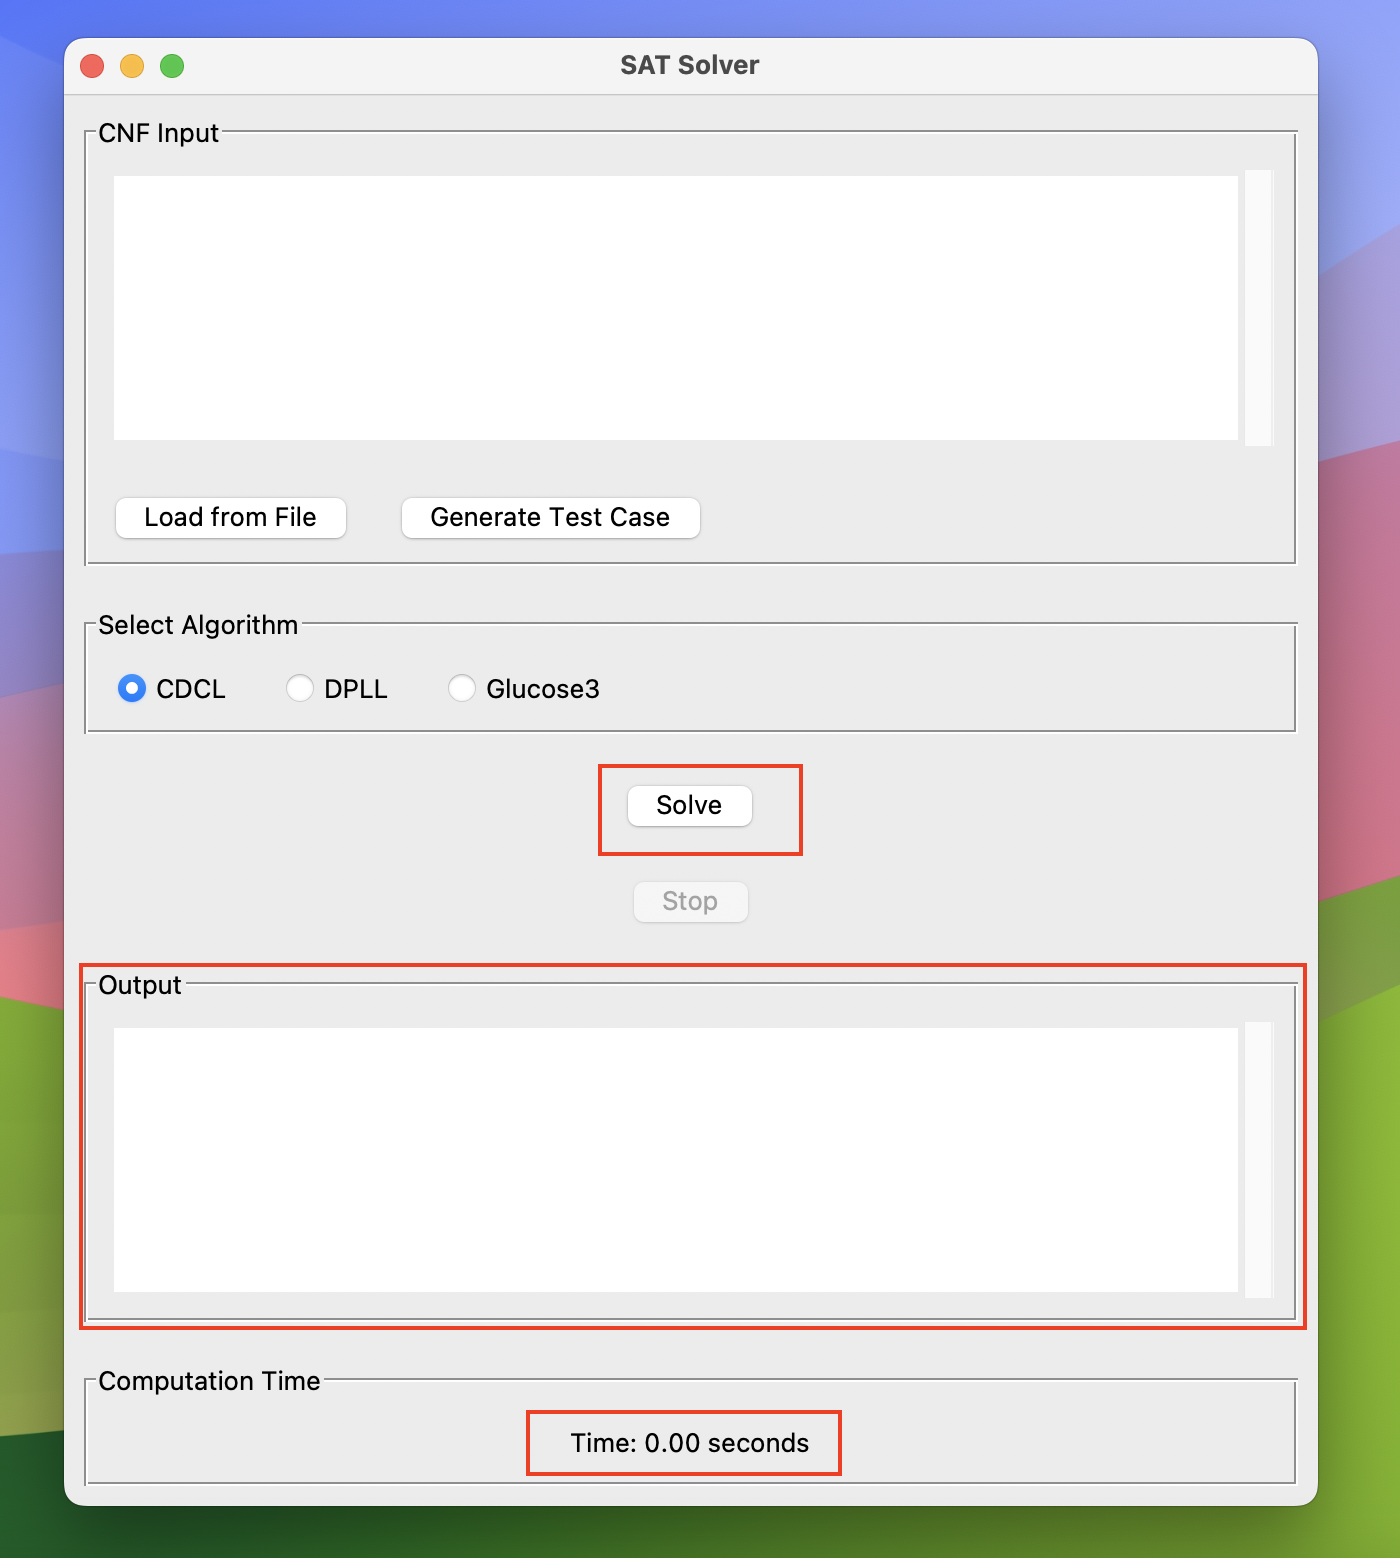 SAT Solver
CNF Input
Load from File
Generate Test Case
Select Algorithm
CDCL
DPLL
Glucose3
Solve
Stop
Output
Computation Time
Time: 0.00 seconds